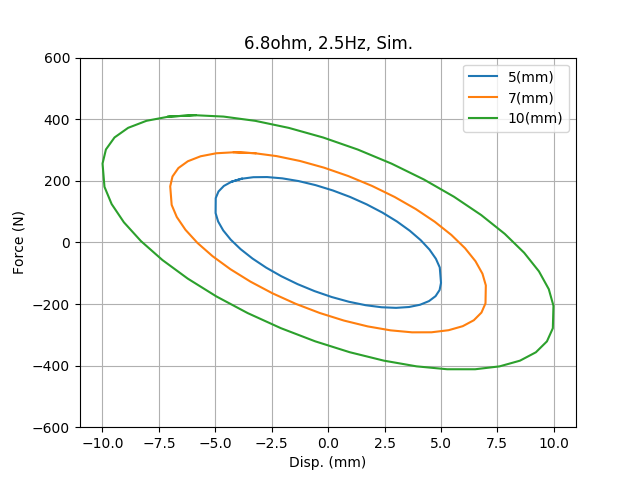 6.8ohm, 2.5Hz, Sim.
600
400
200
0
−200
−400
−600
Force (N)
5(mm)
7(mm)
10(mm)
−10.0 −7.5 −5.0 −2.5 0.0 2.5 5.0 7.5 10.0
Disp. (mm)